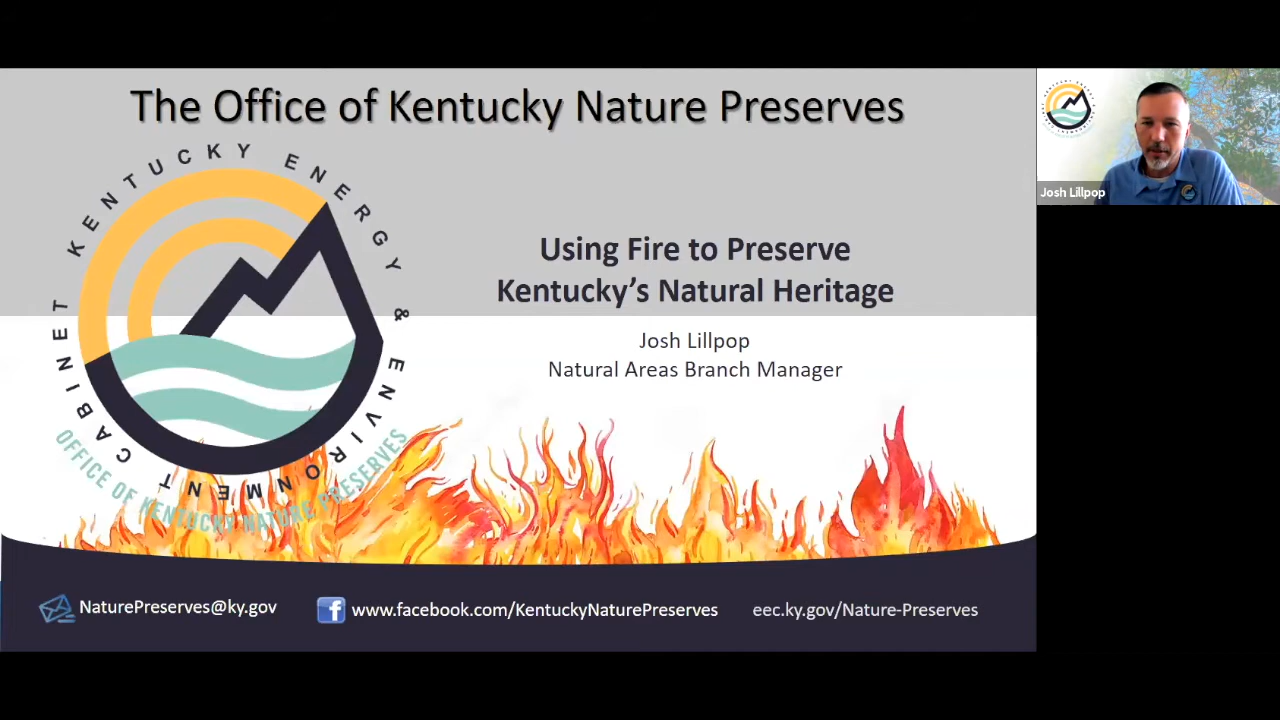 The Office of Kentucky Nature Preserves
KENTUCKY ENERGY & ENVIRONMENT CABINET
OFFICE OF KENTUCKY NATURE PRESERVES
Using Fire to Preserve
Kentucky's Natural Heritage
Josh Lillpop
Natural Areas Branch Manager
NaturePreserves@ky.gov
www.facebook.com/KentuckyNaturePreserves
eec.ky.gov/Nature-Preserves
Josh Lillpop